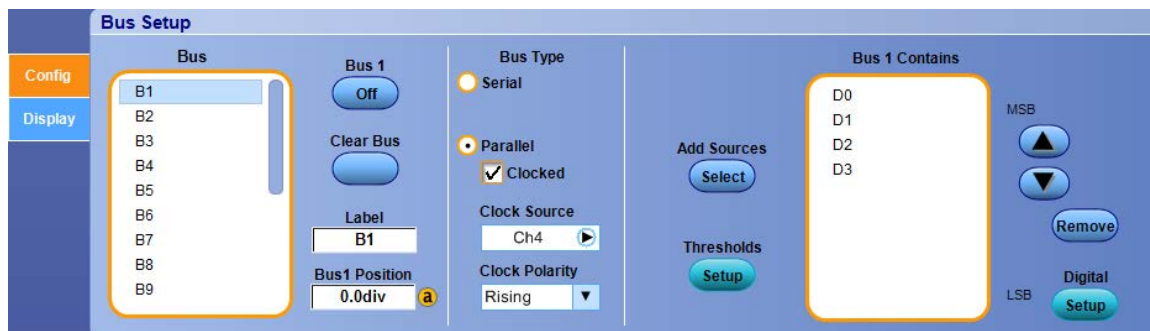 Bus Setup
Config
Display
Bus
B1
B2
B3
B4
B5
B6
B7
B8
B9
Bus 1
Off
Clear Bus
Label
B1
Bus1 Position
0.0div
a
Bus Type
Serial
Parallel
Clocked
Clock Source
Ch4
Clock Polarity
Rising
Add Sources
Select
Thresholds
Setup
Bus 1 Contains
D0
D1
D2
D3
MSB
Remove
LSB
Digital
Setup